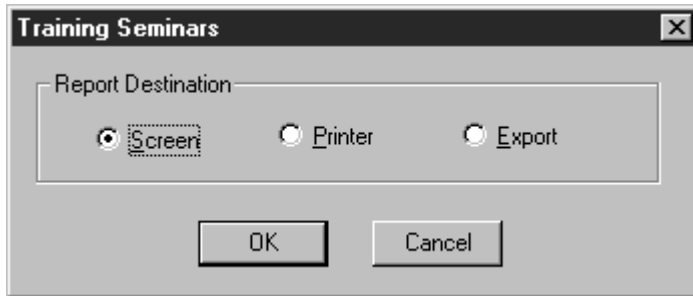 Training Seminars
Report Destination
Screen Printer Export
OK Cancel